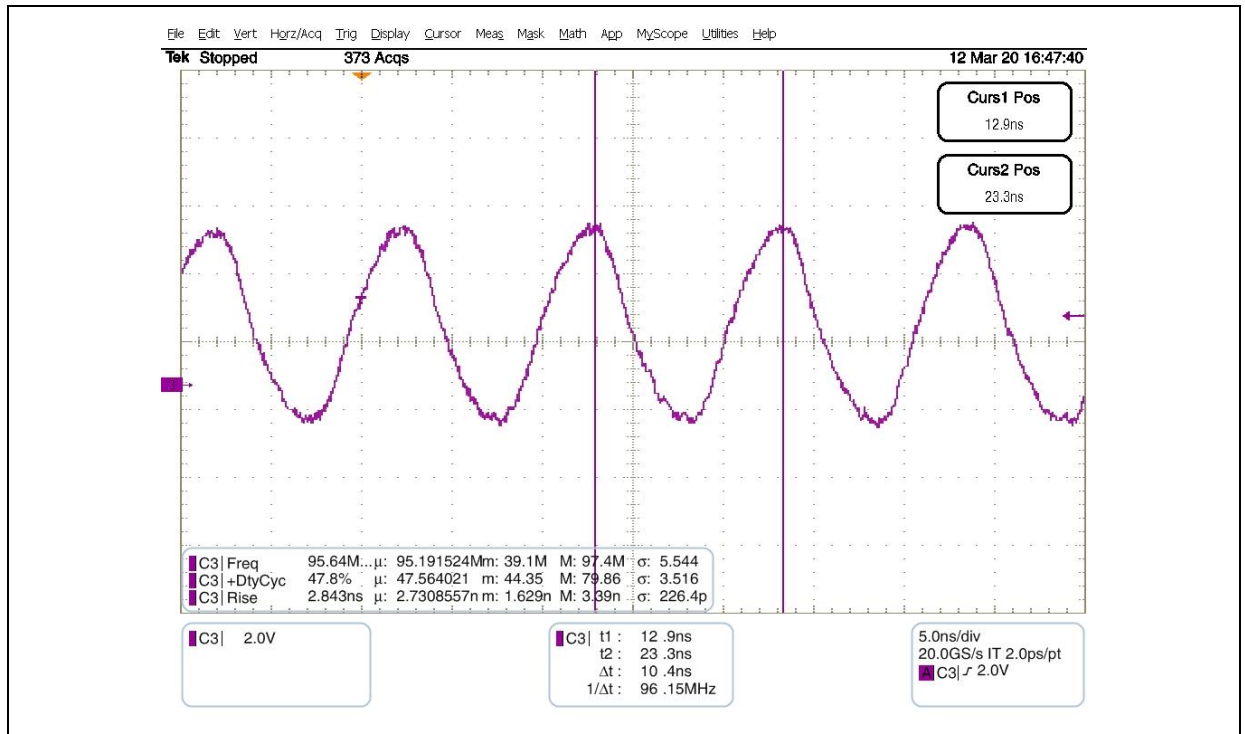 File Edit Vert Horz/Acq Trig Display Cursor Meas Mask Math App MyScope Utilities Help
Tek Stopped 373 Acqs 12 Mar 20 16:47:40
Curs1 Pos
12.9ns
Curs2 Pos
23.3ns
C3 Freq 95.64M...μ: 95.191524Mm: 39.1M M: 97.4M σ: 5.544
C3 +DtyCyc 47.8% μ: 47.564021 m: 44.35 M: 79.86 σ: 3.516
C3 Rise 2.843ns μ: 2.7308557n m: 1.629n M: 3.39n σ: 226.4p
C3 2.0V
C3 t1 : 12 .9ns
t2 : 23 .3ns
Δt : 10 .4ns
1/Δt : 96 .15MHz
5.0ns/div
20.0GS/s IT 2.0ps/pt
A C3 2.0V